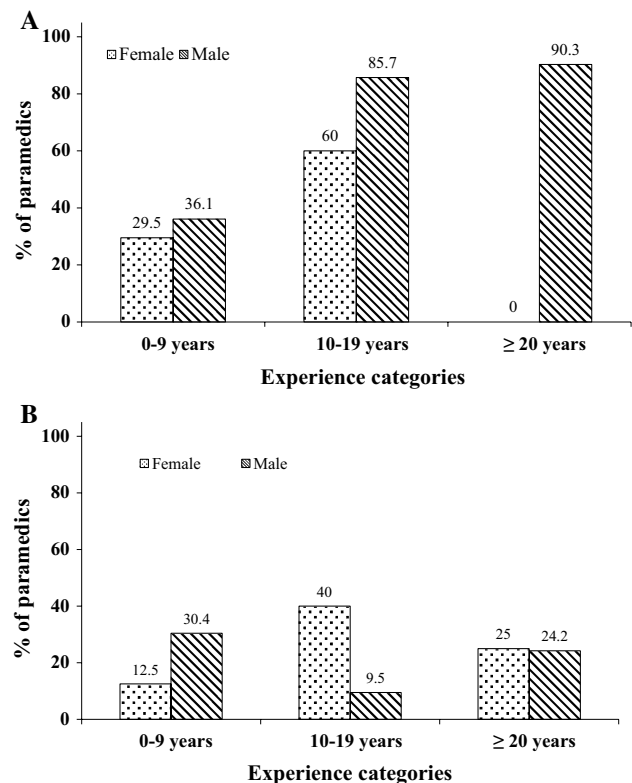 A
100
Female Male
90.3
85.7
80
% of paramedics
60
60
40
36.1
29.5
20
0
0
0-9 years 10-19 years ≥ 20 years
Experience categories
B
100
Female Male
80
% of paramedics
60
40
40
30.4
25 24.2
20
12.5
9.5
0
0-9 years 10-19 years ≥ 20 years
Experience categories